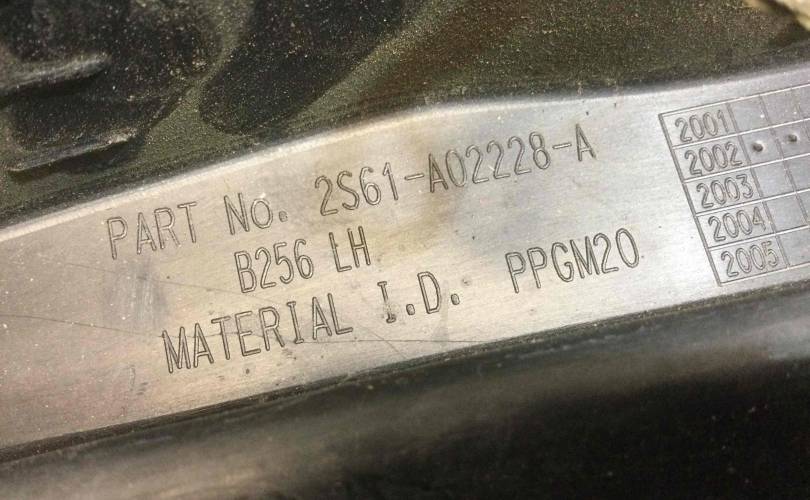 PART No. 2S61-A02228-A
B256 LH
MATERIAL I.D. PPGM20
2001
2002
2003
2004
2005